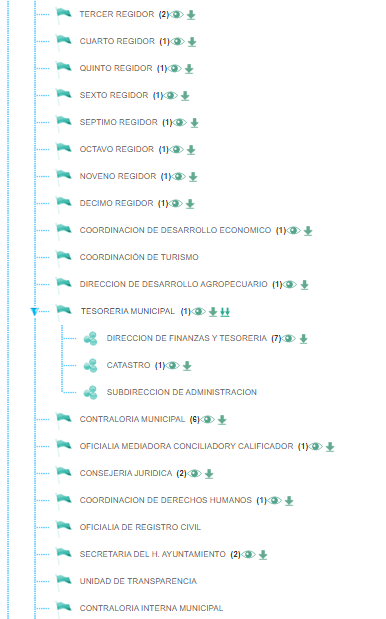 TERCER REGIDOR (2)
CUARTO REGIDOR (1)
QUINTO REGIDOR (1)
SEXTO REGIDOR (1)
SEPTIMO REGIDOR (1)
OCTAVO REGIDOR (1)
NOVENO REGIDOR (1)
DECIMO REGIDOR (1)
COORDINACION DE DESARROLLO ECONOMICO (1)
COORDINACIÓN DE TURISMO
DIRECCION DE DESARROLLO AGROPECUARIO (1)
TESORERIA MUNICIPAL (1)
DIRECCION DE FINANZAS Y TESORERIA (7)
CATASTRO (1)
SUBDIRECCION DE ADMINISTRACION
CONTRALORIA MUNICIPAL (6)
OFICIALIA MEDIADORA CONCILIADORY CALIFICADOR (1)
CONSEJERIA JURIDICA (2)
COORDINACION DE DERECHOS HUMANOS (1)
OFICIALIA DE REGISTRO CIVIL
SECRETARIA DEL H. AYUNTAMIENTO (2)
UNIDAD DE TRANSPARENCIA
CONTRALORIA INTERNA MUNICIPAL